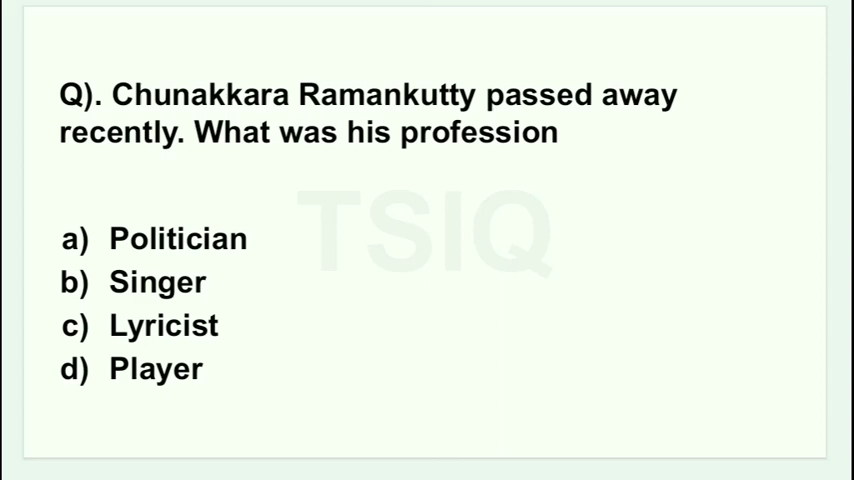 Q). Chunakkara Ramankutty passed away
recently. What was his profession
TSIQ
a) Politician
b) Singer
c) Lyricist
d) Player